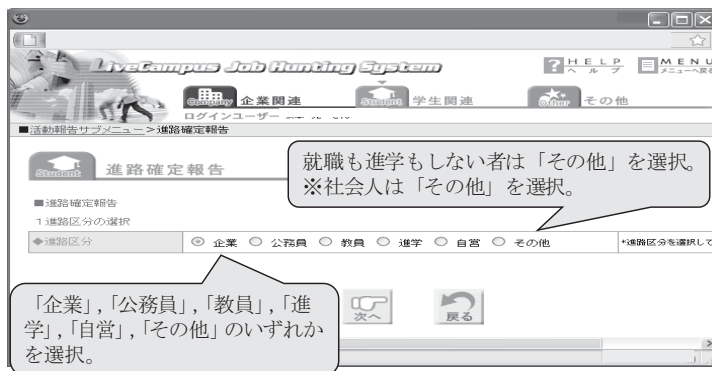 LiveCampus Job Hunting System
HELP
ヘルプ
MENU
メニューへ戻
Company 企業関連
Student 学生関連
Other その他
ログインユーザー
■活動報告サブメニュー>進路確定報告
Student 進路確定報告
就職も進学もしない者は「その他」を選択。
※社会人は「その他」を選択。
■進路確定報告
1 進路区分の選択
◆進路区分
企業 公務員 教員 進学 自営 その他
*進路区分を選択して
「企業」,「公務員」,「教員」,「進
学」,「自営」,「その他」のいずれか
を選択。
次へ
戻る